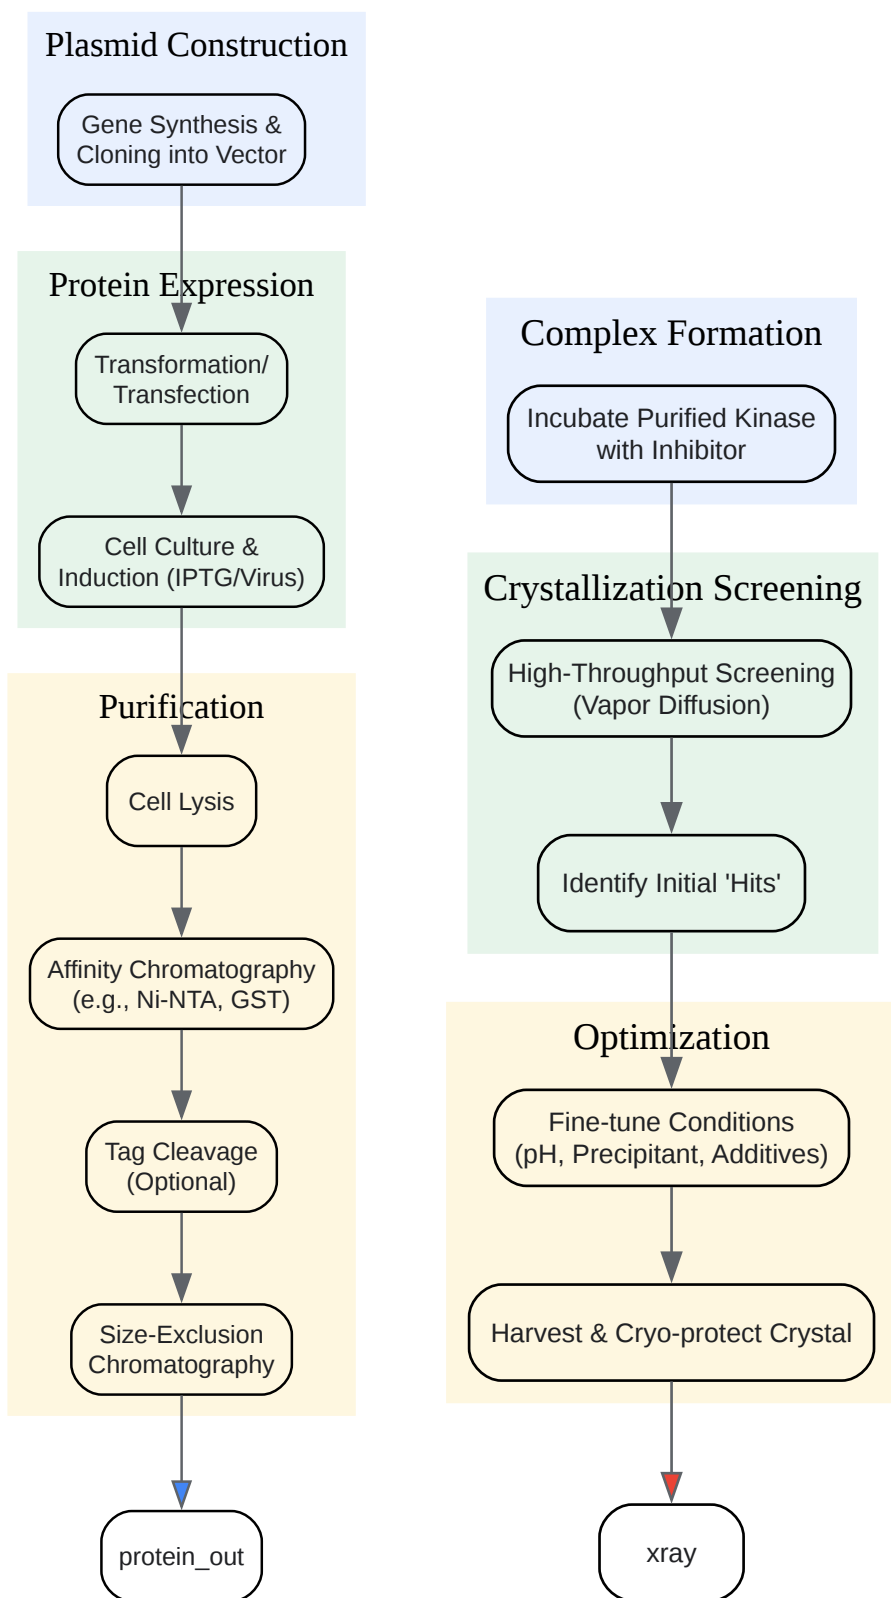 Plasmid Construction
Gene Synthesis &
Cloning into Vector
Protein Expression
Transformation/
Transfection
Cell Culture &
Induction (IPTG/Virus)
Purification
Cell Lysis
Affinity Chromatography
(e.g., Ni-NTA, GST)
Tag Cleavage
(Optional)
Size-Exclusion
Chromatography
protein_out
Complex Formation
Incubate Purified Kinase
with Inhibitor
Crystallization Screening
High-Throughput Screening
(Vapor Diffusion)
Identify Initial 'Hits'
Optimization
Fine-tune Conditions
(pH, Precipitant, Additives)
Harvest & Cryo-protect Crystal
xray